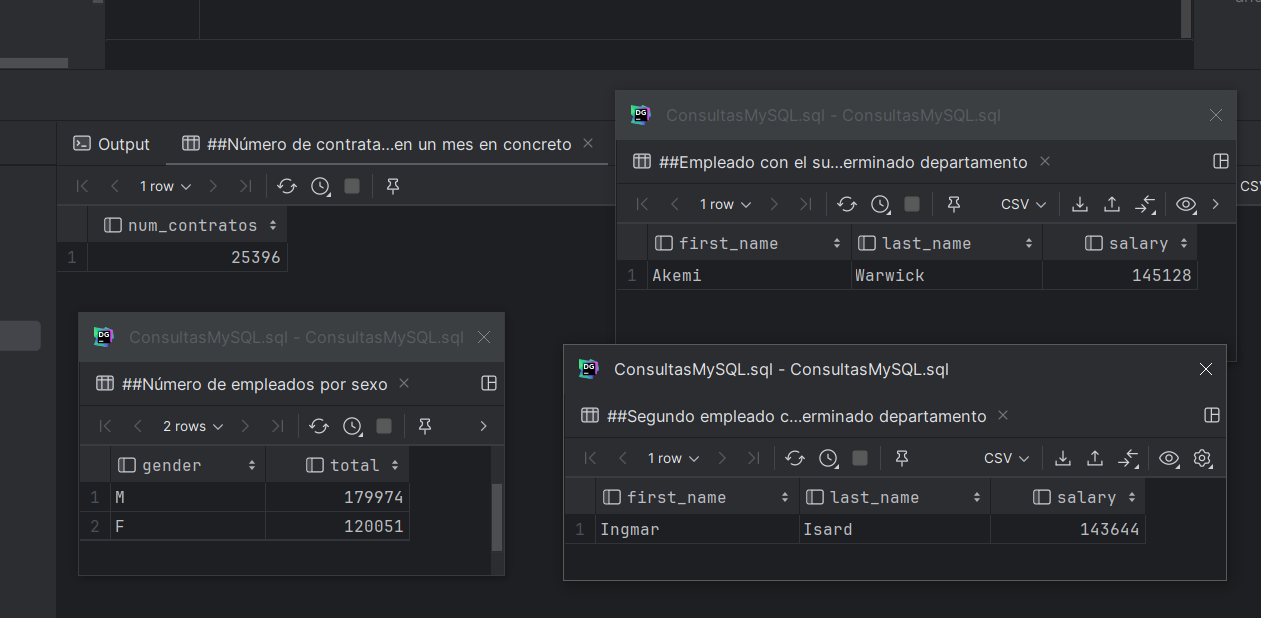 Output
##Número de contrata...en un mes en concreto
1 row
num_contratos
1
25396
ConsultasMySQL.sql - ConsultasMySQL.sql
##Empleado con el su...erminado departamento
1 row
CSV
CSV
first_name last_name salary
1 Akemi Warwick 145128
DG
ConsultasMySQL.sql - ConsultasMySQL.sql
##Número de empleados por sexo
2 rows
gender total
1 M 179974
2 F 120051
DG
ConsultasMySQL.sql - ConsultasMySQL.sql
##Segundo empleado c...erminado departamento
1 row
CSV
first_name last_name salary
1 Ingmar Isard 143644
DG